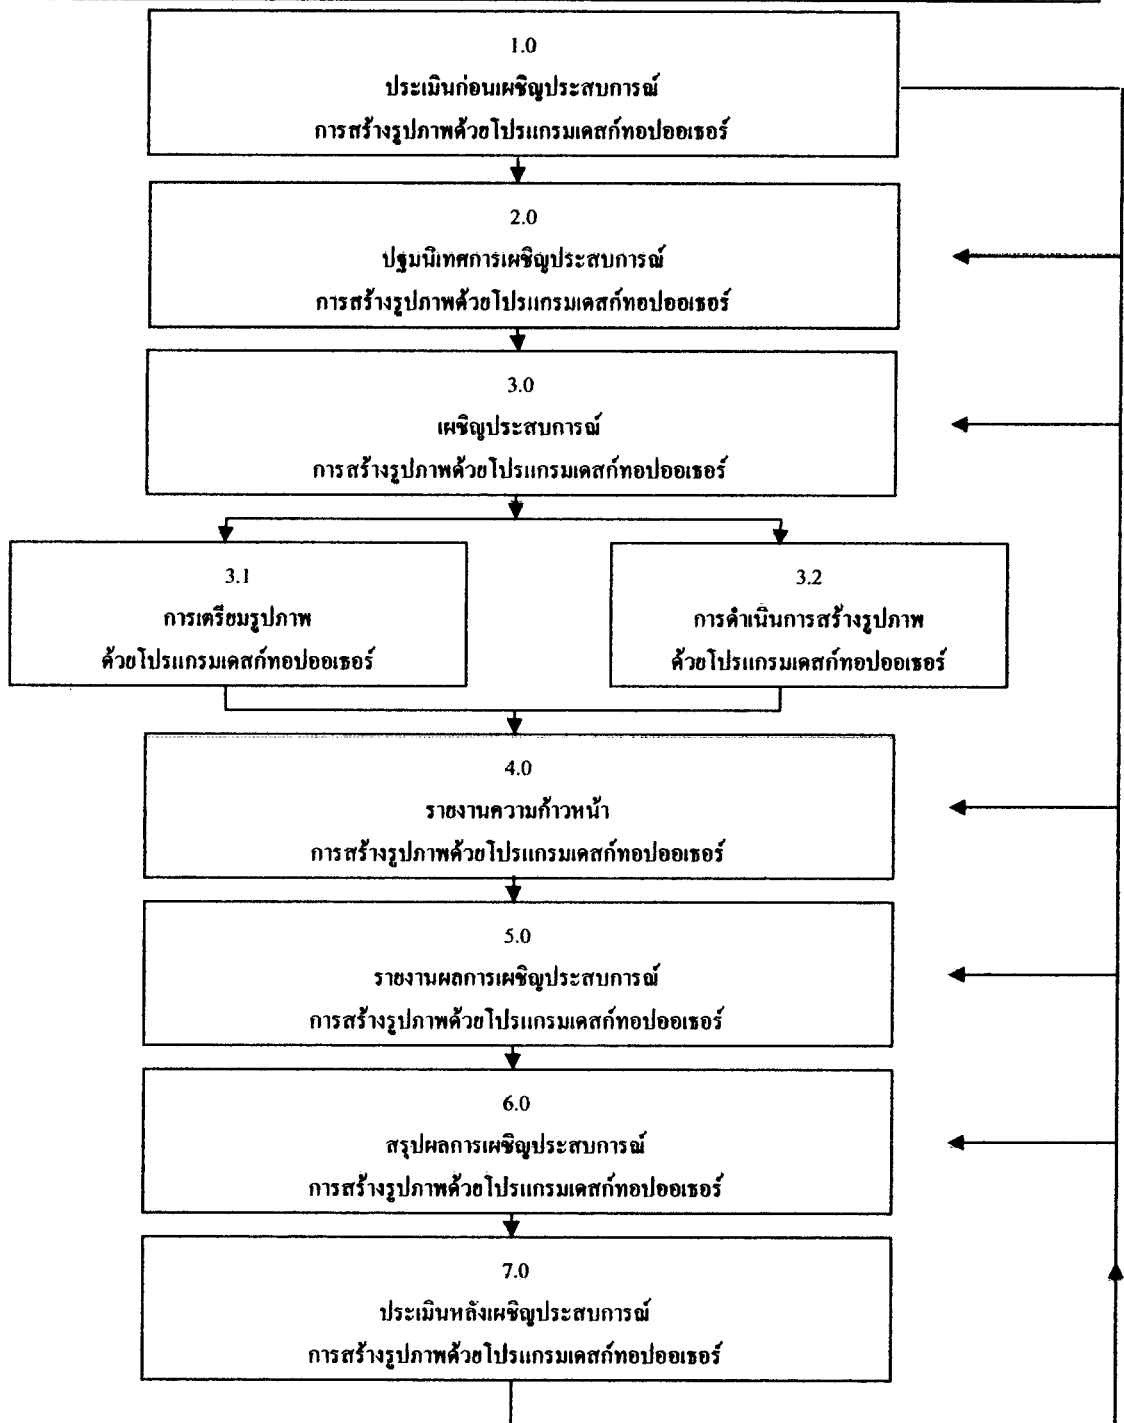 1.0
ประเมินก่อนเผชิญประสบการณ์
การสร้างรูปภาพด้วยโปรแกรมเดสก์ทอปออเธอร์
2.0
ปฐมนิเทศการเผชิญประสบการณ์
การสร้างรูปภาพด้วยโปรแกรมเดสก์ทอปออเธอร์
3.0
เผชิญประสบการณ์
การสร้างรูปภาพด้วยโปรแกรมเดสก์ทอปออเธอร์
3.1
การเตรียมรูปภาพ
ด้วยโปรแกรมเดสก์ทอปออเธอร์
3.2
การดำเนินการสร้างรูปภาพ
ด้วยโปรแกรมเดสก์ทอปออเธอร์
4.0
รายงานความก้าวหน้า
การสร้างรูปภาพด้วยโปรแกรมเดสก์ทอปออเธอร์
5.0
รายงานผลการเผชิญประสบการณ์
การสร้างรูปภาพด้วยโปรแกรมเดสก์ทอปออเธอร์
6.0
สรุปผลการเผชิญประสบการณ์
การสร้างรูปภาพด้วยโปรแกรมเดสก์ทอปออเธอร์
7.0
ประเมินหลังเผชิญประสบการณ์
การสร้างรูปภาพด้วยโปรแกรมเดสก์ทอปออเธอร์